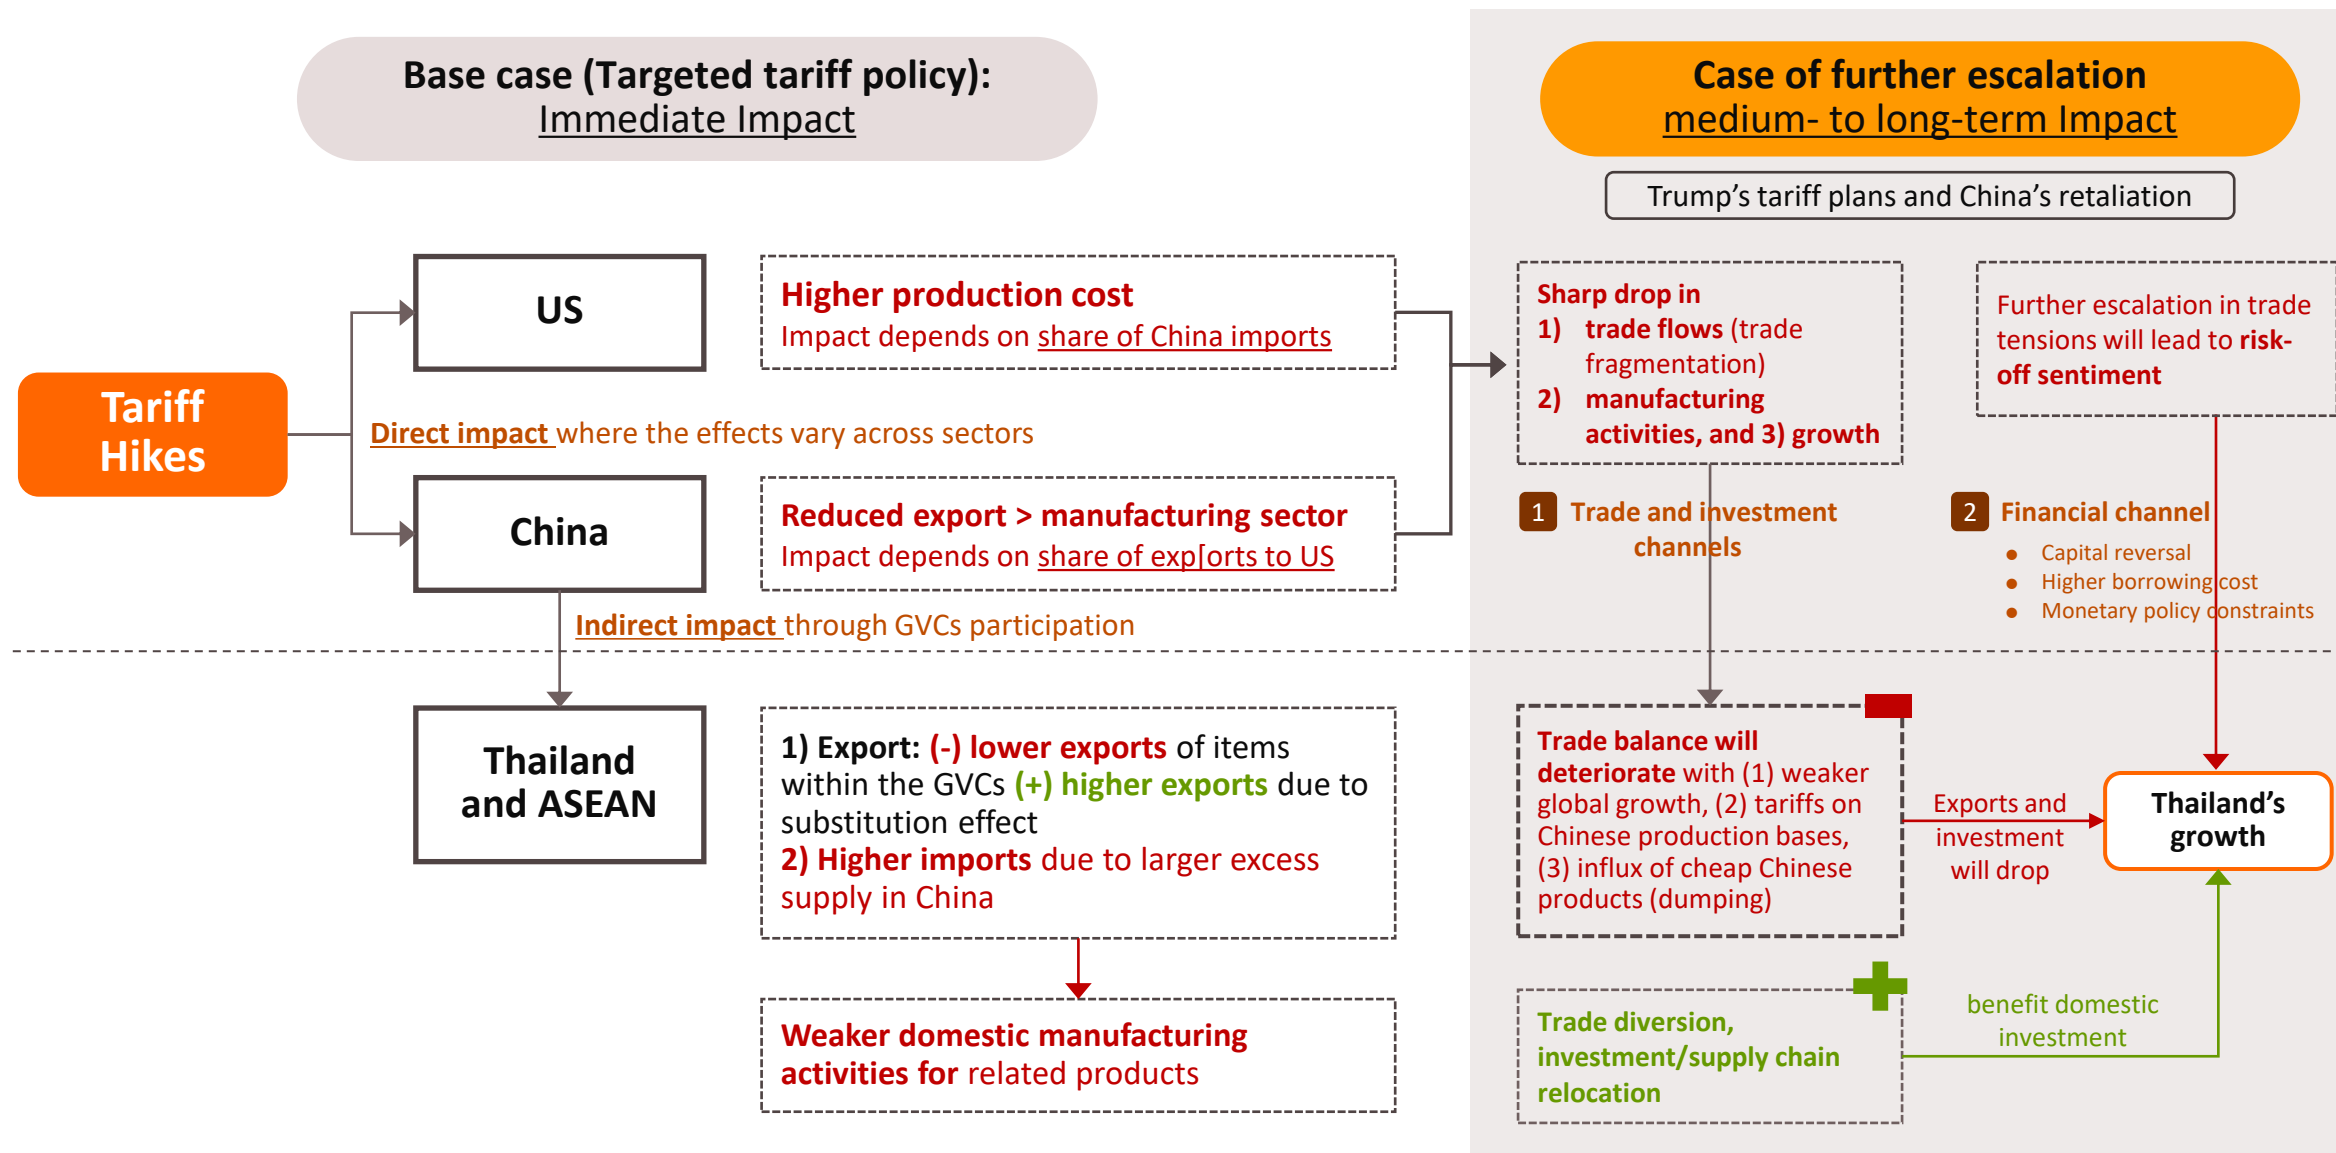 Base case (Targeted tariff policy):
Immediate Impact
Case of further escalation
medium- to long-term Impact
Trump’s tariff plans and China’s retaliation
Tariff
Hikes
US
Higher production cost
Impact depends on share of China imports
Direct impact where the effects vary across sectors
China
Reduced export > manufacturing sector
Impact depends on share of exp[orts to US
Indirect impact through GVCs participation
Thailand
and ASEAN
1) Export: (-) lower exports of items
within the GVCs (+) higher exports due to
substitution effect
2) Higher imports due to larger excess
supply in China
Weaker domestic manufacturing
activities for related products
Sharp drop in
1) trade flows (trade
fragmentation)
2) manufacturing
activities, and 3) growth
Further escalation in trade
tensions will lead to risk-
off sentiment
1 Trade and investment
channels
2 Financial channel
● Capital reversal
● Higher borrowing cost
● Monetary policy constraints
Trade balance will
deteriorate with (1) weaker
global growth, (2) tariffs on
Chinese production bases,
(3) influx of cheap Chinese
products (dumping)
Exports and
investment
will drop
Thailand’s
growth
Trade diversion,
investment/supply chain
relocation
benefit domestic
investment